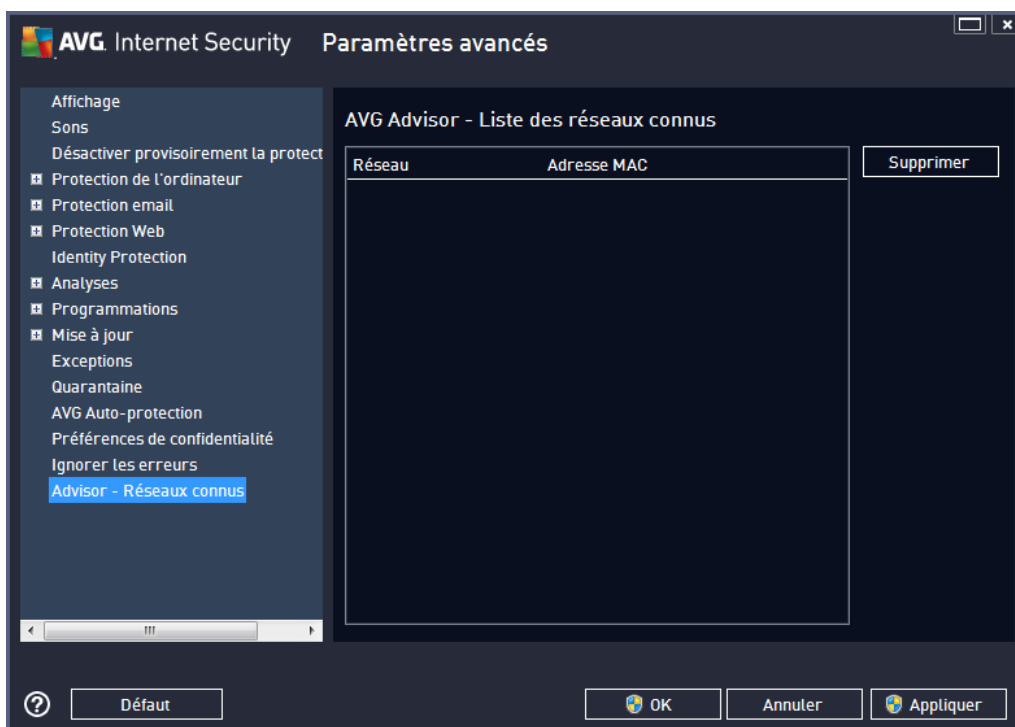 AVG. Internet Security Paramètres avancés
Affichage
Sons
Désactiver provisoirement la protect
Protection de l'ordinateur
Protection email
Protection Web
Identity Protection
Analyses
Programmations
Mise à jour
Exceptions
Quarantaine
AVG Auto-protection
Préférences de confidentialité
Ignorer les erreurs
Advisor - Réseaux connus
AVG Advisor - Liste des réseaux connus
Réseau Adresse MAC
Supprimer
Défaut
OK
Annuler
Appliquer